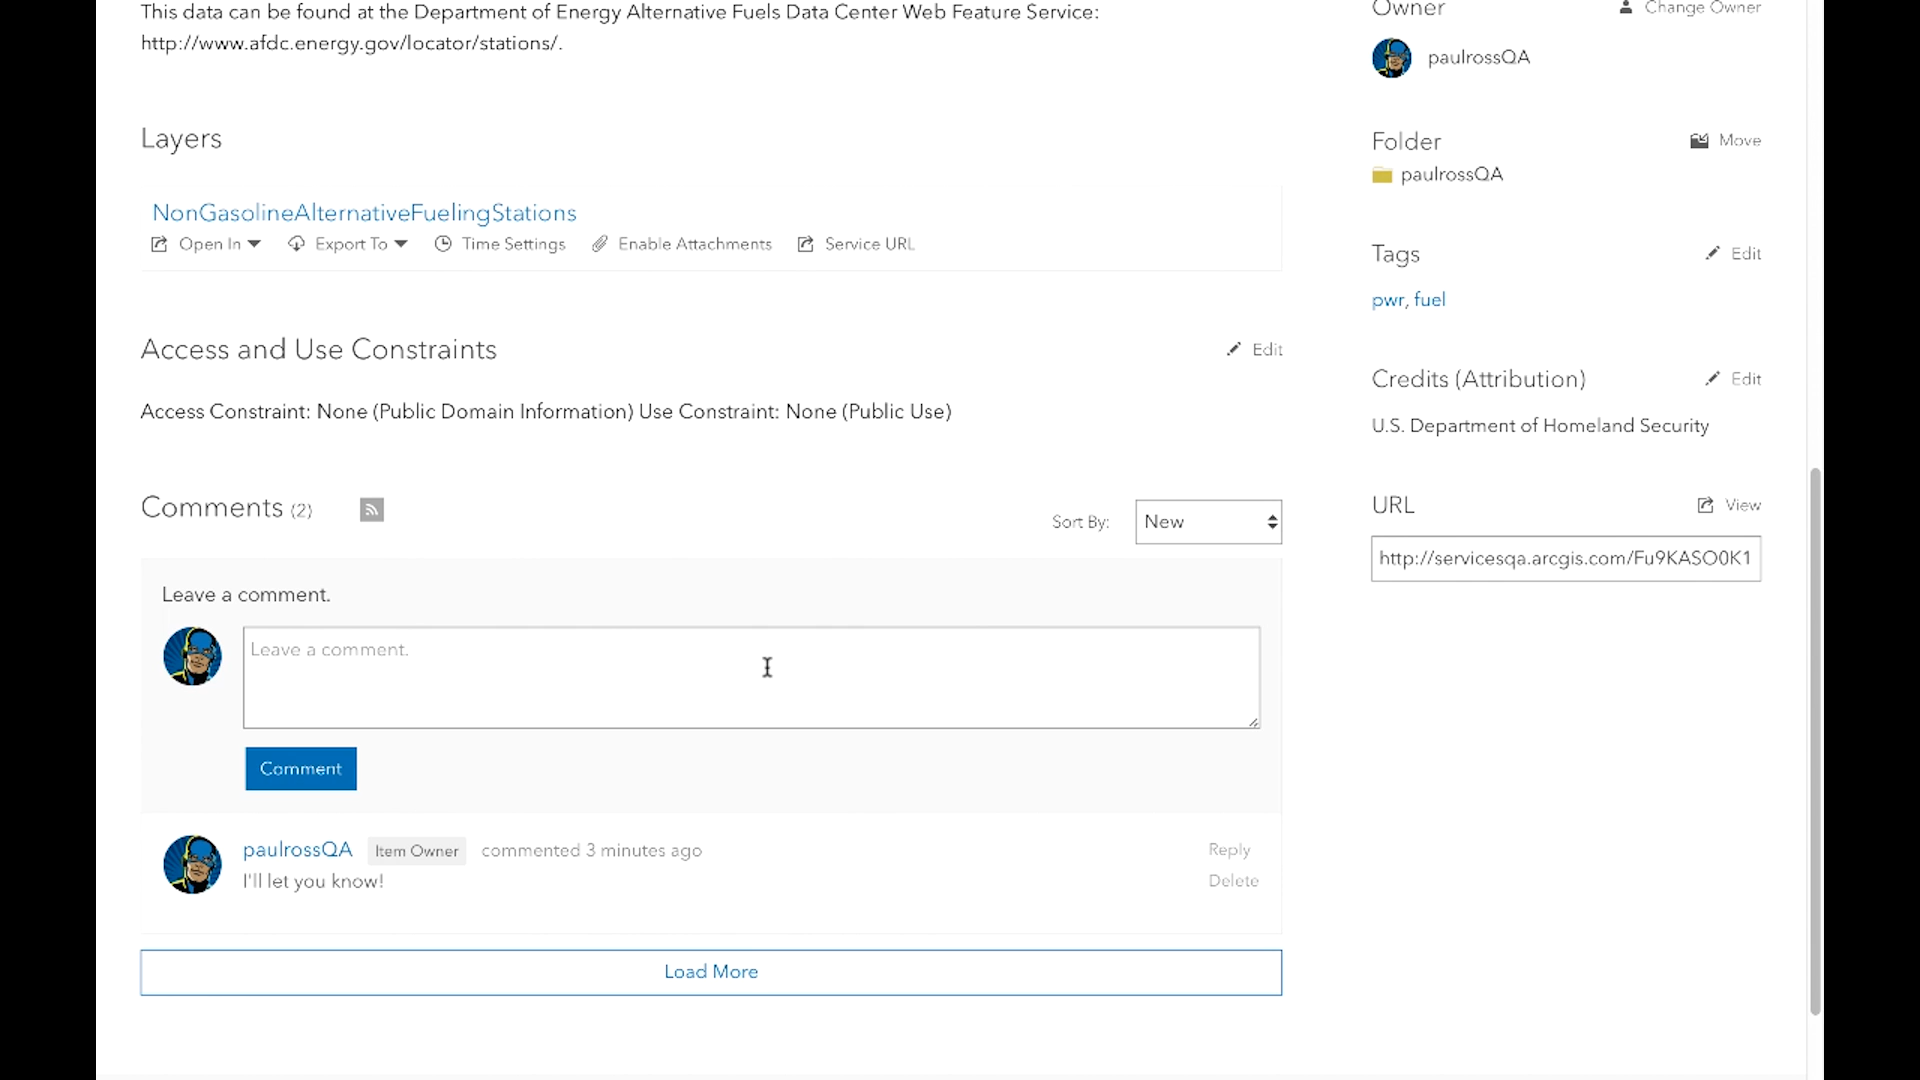 This data can be found at the Department of Energy Alternative Fuels Data Center Web Feature Service:
http://www.afdc.energy.gov/locator/stations/.
Layers
NonGasolineAlternativeFuelingStations
Open In Export To Time Settings Enable Attachments Service URL
Access and Use Constraints Edit
Access Constraint: None (Public Domain Information) Use Constraint: None (Public Use)
Comments (2) Sort By: New
Leave a comment.
Leave a comment.
Comment
paulrossQA Item Owner commented 3 minutes ago Reply
I'll let you know! Delete
Load More
Owner Change Owner
paulrossQA
Folder Move
paulrossQA
Tags Edit
pwr, fuel
Credits (Attribution) Edit
U.S. Department of Homeland Security
URL View
http://servicesqa.arcgis.com/Fu9KASO0K1